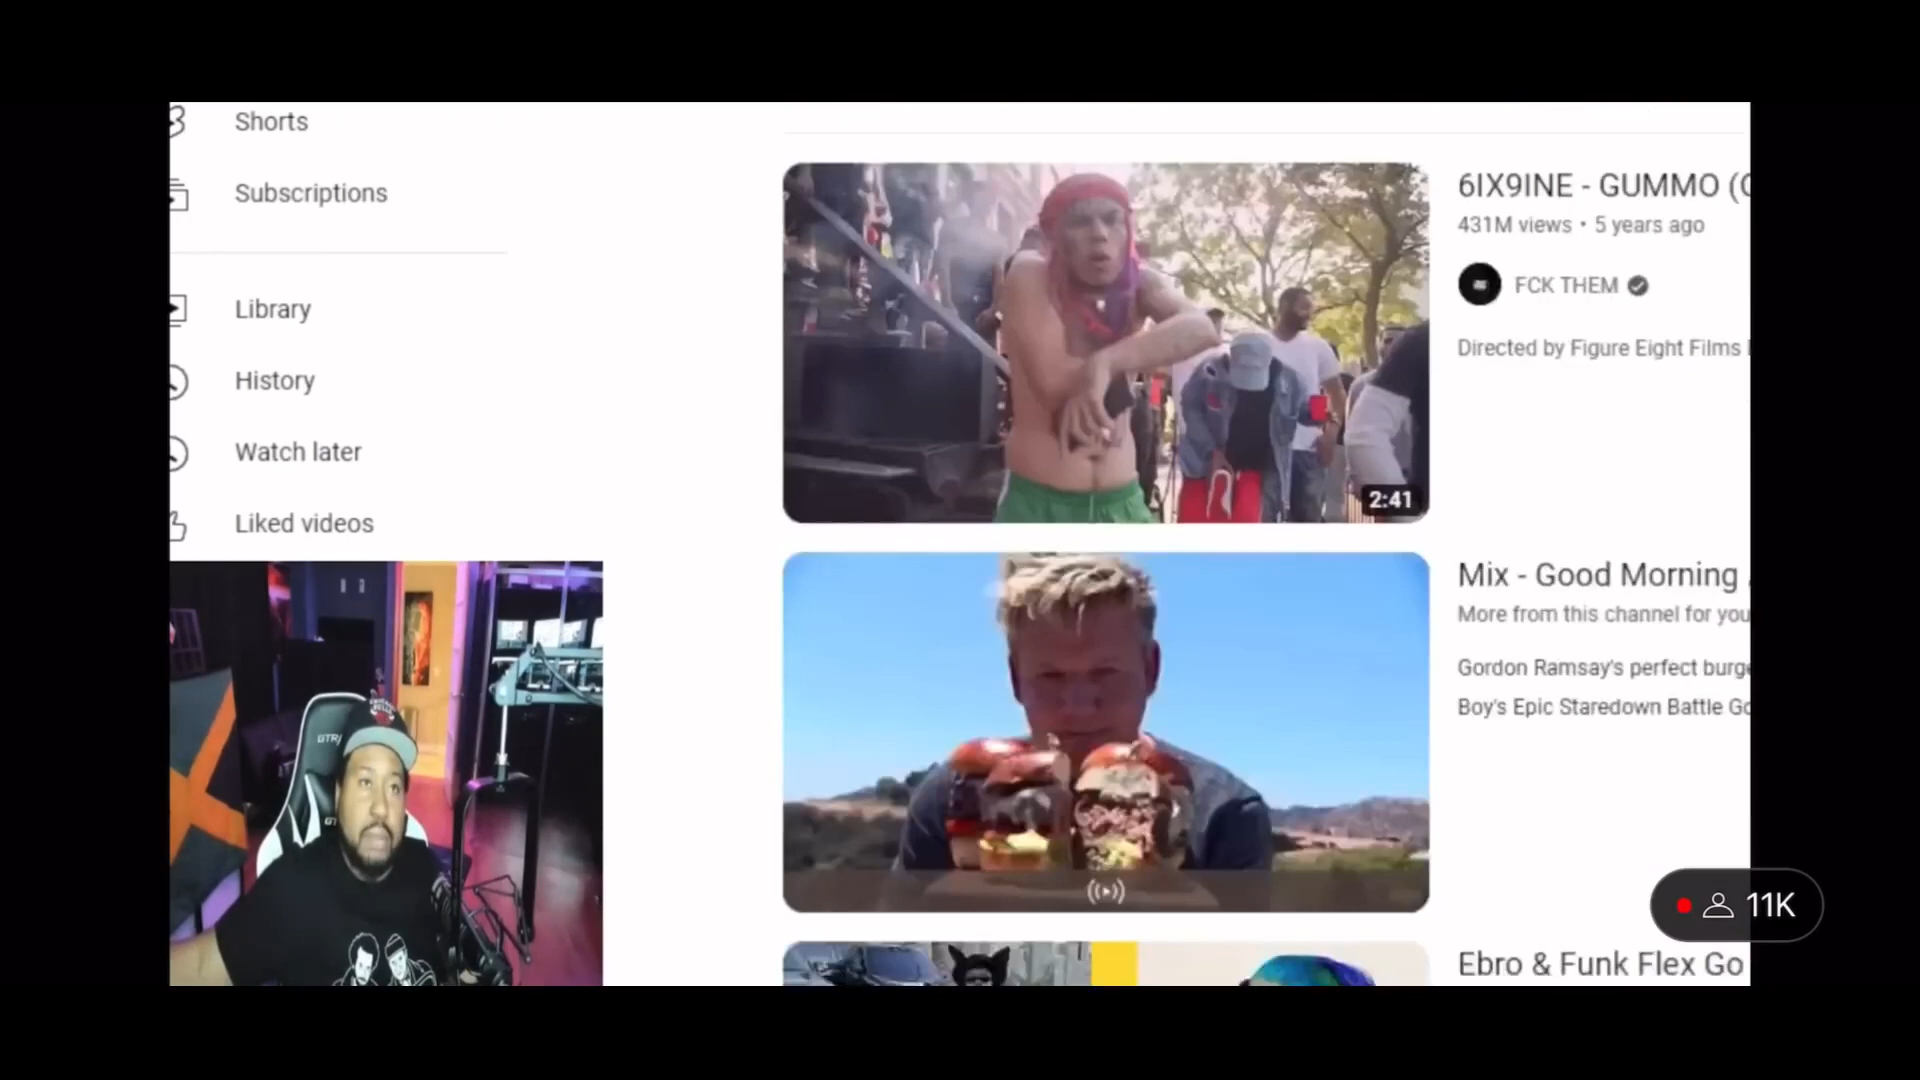 Shorts
Subscriptions
Library
History
Watch later
Liked videos
6IX9INE - GUMMO (
431M views • 5 years ago
FCK THEM
Directed by Figure Eight Films
2:41
Mix - Good Morning
More from this channel for you
Gordon Ramsay's perfect
Boy's Epic Staredown Battle
11K
Ebro & Funk Flex Go